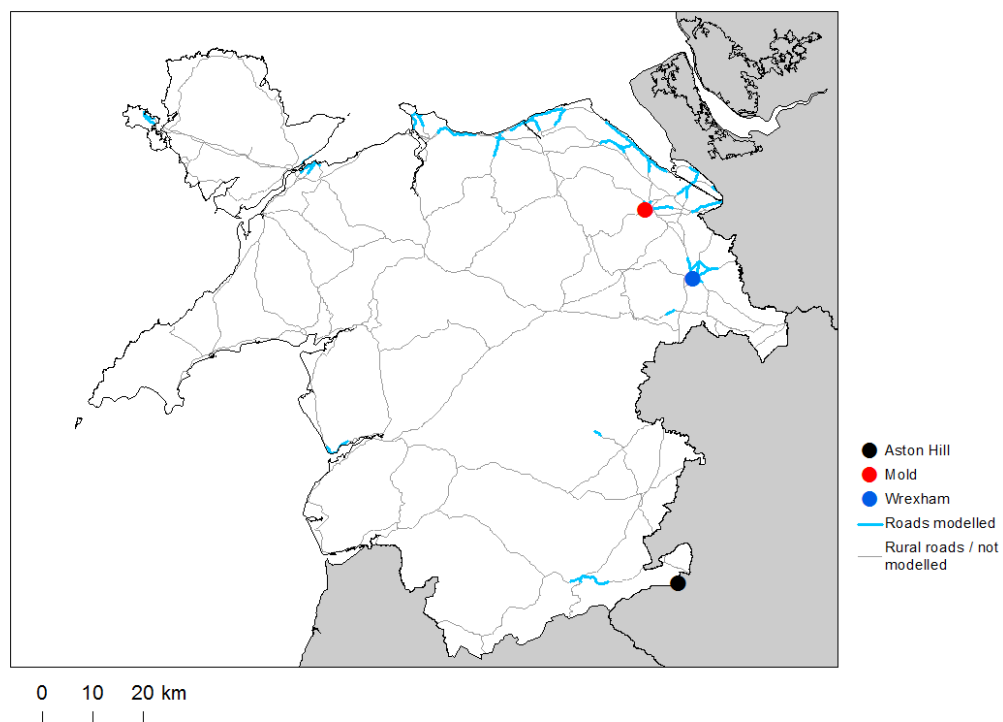 Aston Hill
Mold
Wrexham
Roads modelled
Rural roads / not
modelled
0 10 20 km